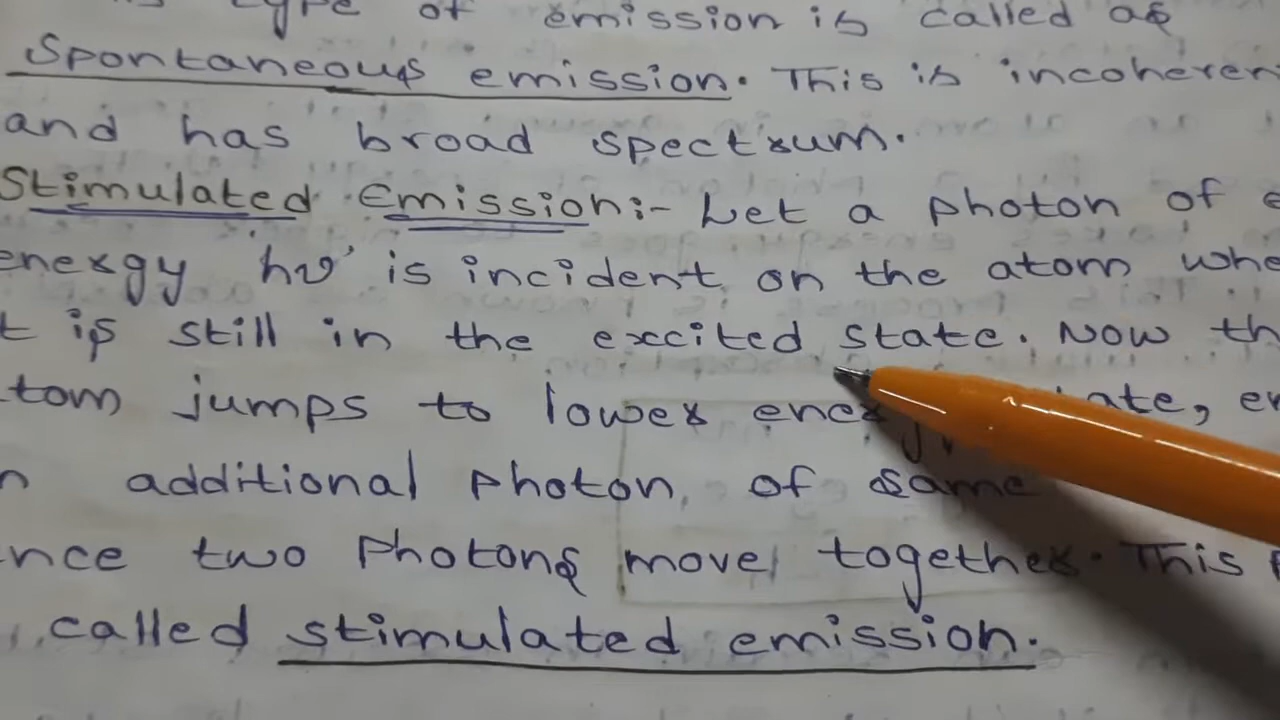 type of emission is called as
Spontaneous emission. This is incoheren
and has broad spectrum.
Stimulated Emission:- Let a photon of e
energy hν is incident on the atom whe
t is still in the excited state. Now th
tom jumps to lower ate, en
n additional photon, of same
nce two photons move together. This p
called stimulated emission.